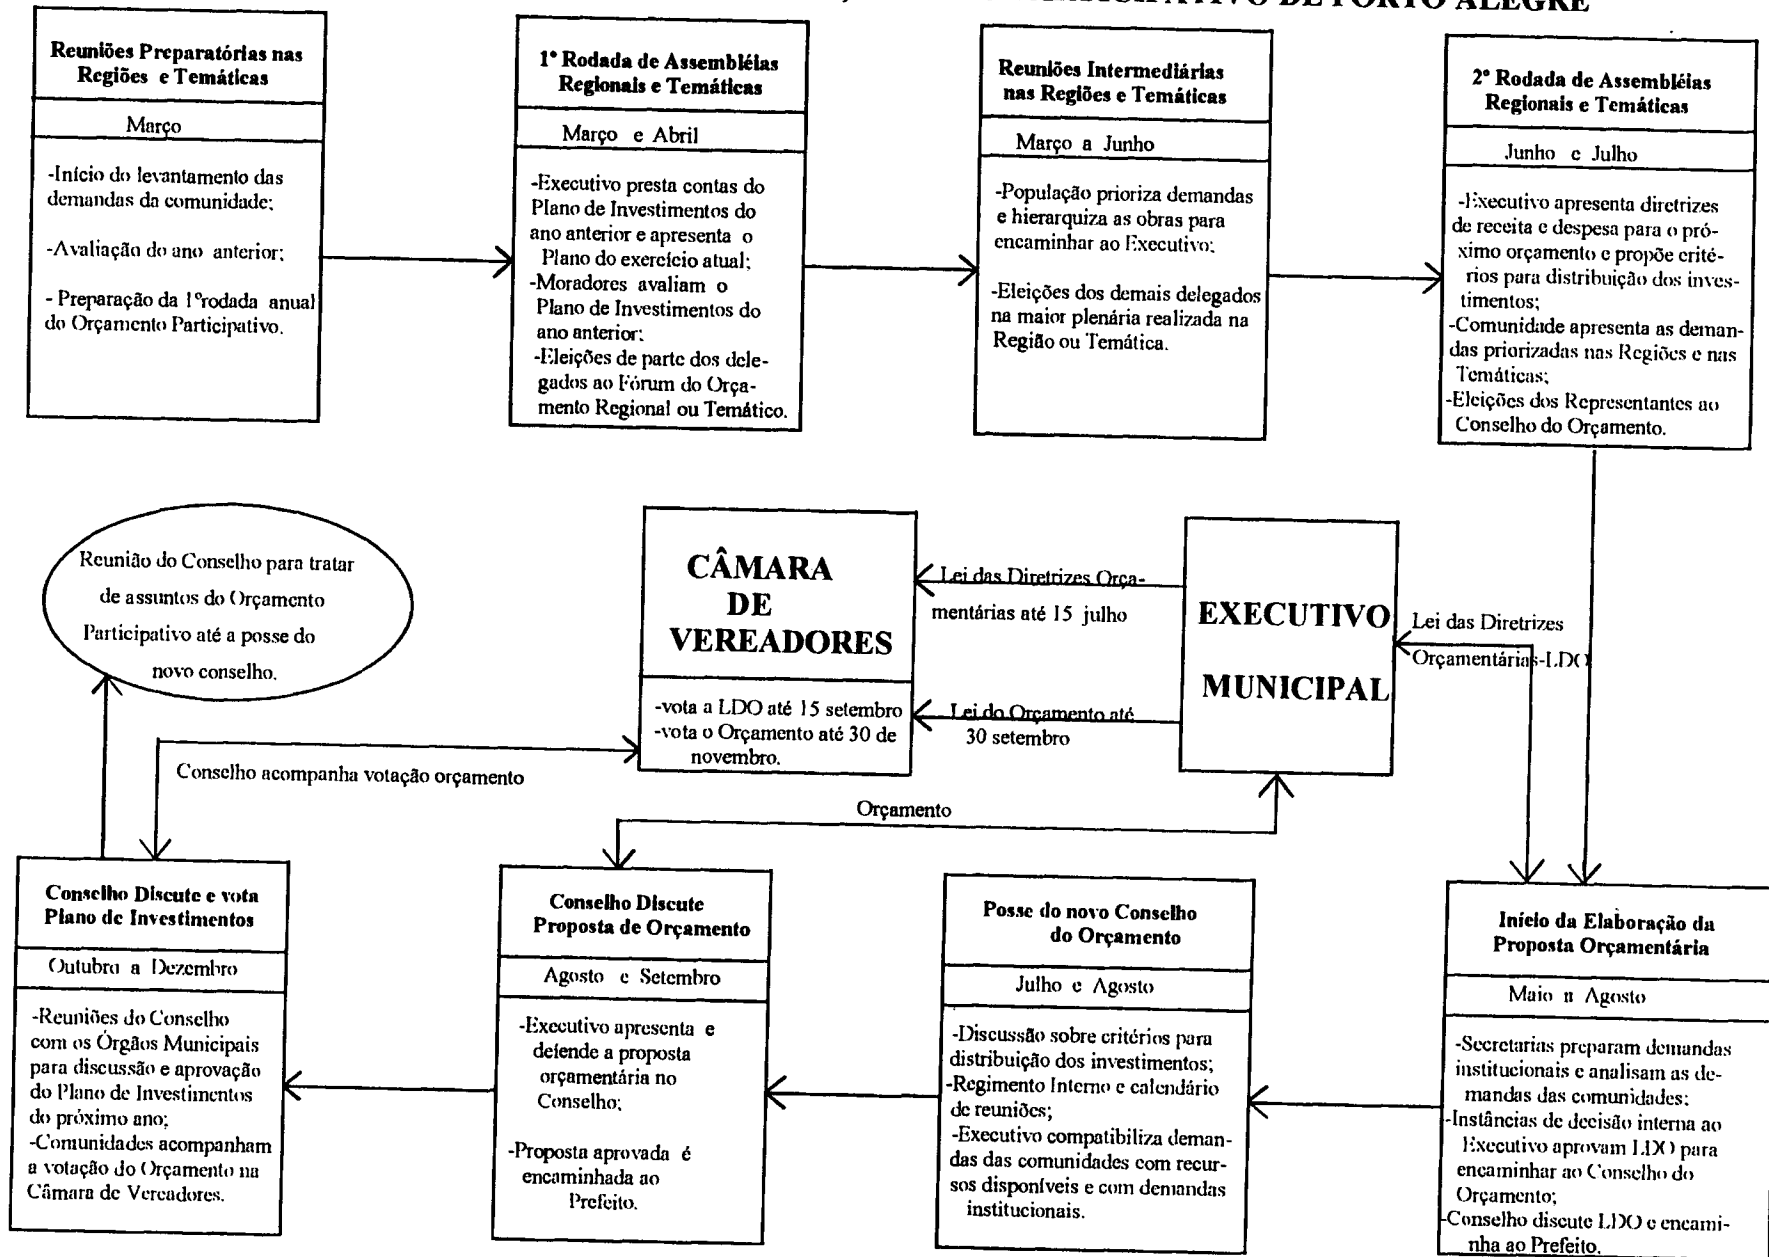 PARTICIPATIVO DE PORTO ALEGRE
Reuniões Preparatórias nas
Regiões e Temáticas
Março
-Início do levantamento das
demandas da comunidade;
-Avaliação do ano anterior;
- Preparação da 1ºrodada anual
do Orçamento Participativo.
1º Rodada de Assembléias
Regionais e Temáticas
Março e Abril
-Executivo presta contas do
Plano de Investimentos do
ano anterior e apresenta o
Plano do exercício atual;
-Moradores avaliam o
Plano de Investimentos do
ano anterior;
-Eleições de parte dos dele-
gados ao Fórum do Orça-
mento Regional ou Temático.
Reuniões Intermediárias
nas Regiões e Temáticas
Março a Junho
-População prioriza demandas
e hierarquiza as obras para
encaminhar ao Executivo;
-Eleições dos demais delegados
na maior plenária realizada na
Região ou Temática.
2º Rodada de Assembléias
Regionais e Temáticas
Junho e Julho
-Executivo apresenta diretrizes
de receita e despesa para o pró-
ximo orçamento e propõe crité-
rios para distribuição dos inves-
timentos;
-Comunidade apresenta as deman-
das priorizadas nas Regiões e nas
Temáticas;
-Eleições dos Representantes ao
Conselho do Orçamento.
Reunião do Conselho para tratar
de assuntos do Orçamento
Participativo até a posse do
novo conselho.
CÂMARA
DE
VEREADORES
-vota a LDO até 15 setembro
-vota o Orçamento até 30 de
novembro.
Lei das Diretrizes Orça-
mentárias até 15 julho
Lei do Orçamento até
30 setembro
EXECUTIVO
MUNICIPAL
Lei das Diretrizes
Orçamentárias-LDO
Conselho acompanha votação orçamento
Orçamento
Conselho Discute e vota
Plano de Investimentos
Outubro a Dezembro
-Reuniões do Conselho
com os Órgãos Municipais
para discussão e aprovação
do Plano de Investimentos
do próximo ano;
-Comunidades acompanham
a votação do Orçamento na
Câmara de Vereadores.
Conselho Discute
Proposta de Orçamento
Agosto e Setembro
-Executivo apresenta e
defende a proposta
orçamentária no
Conselho;
-Proposta aprovada é
encaminhada ao
Prefeito.
Posse do novo Conselho
do Orçamento
Julho e Agosto
-Discussão sobre critérios para
distribuição dos investimentos;
-Regimento Interno e calendário
de reuniões;
-Executivo compatibiliza deman-
das das comunidades com recur-
sos disponíveis e com demandas
institucionais.
Início da Elaboração da
Proposta Orçamentária
Maio a Agosto
-Secretarias preparam demandas
institucionais e analisam as de-
mandas das comunidades;
-Instâncias de decisão interna ao
Executivo aprovam LDO para
encaminhar ao Conselho do
Orçamento;
-Conselho discute LDO e encami-
nha ao Prefeito.